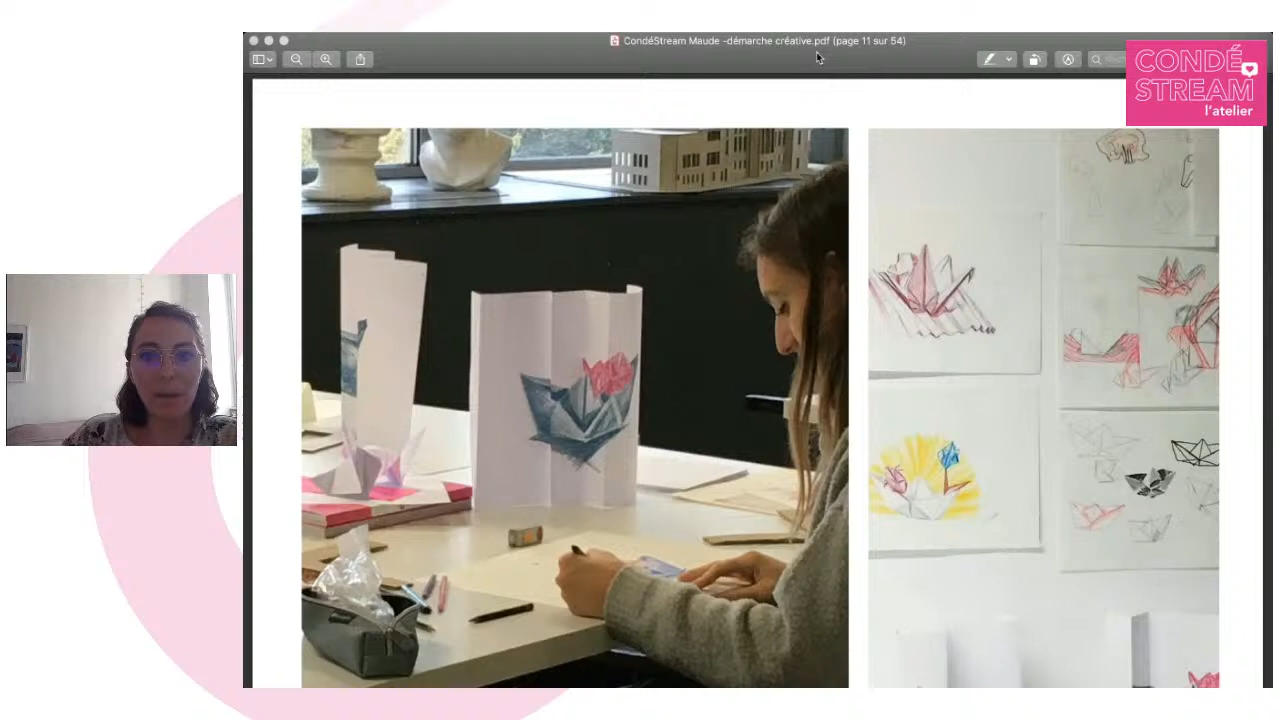 CondéStream Maude -démarche créative.pdf (page 11 sur 54)
CONDÉ
STREAM
l'atelier